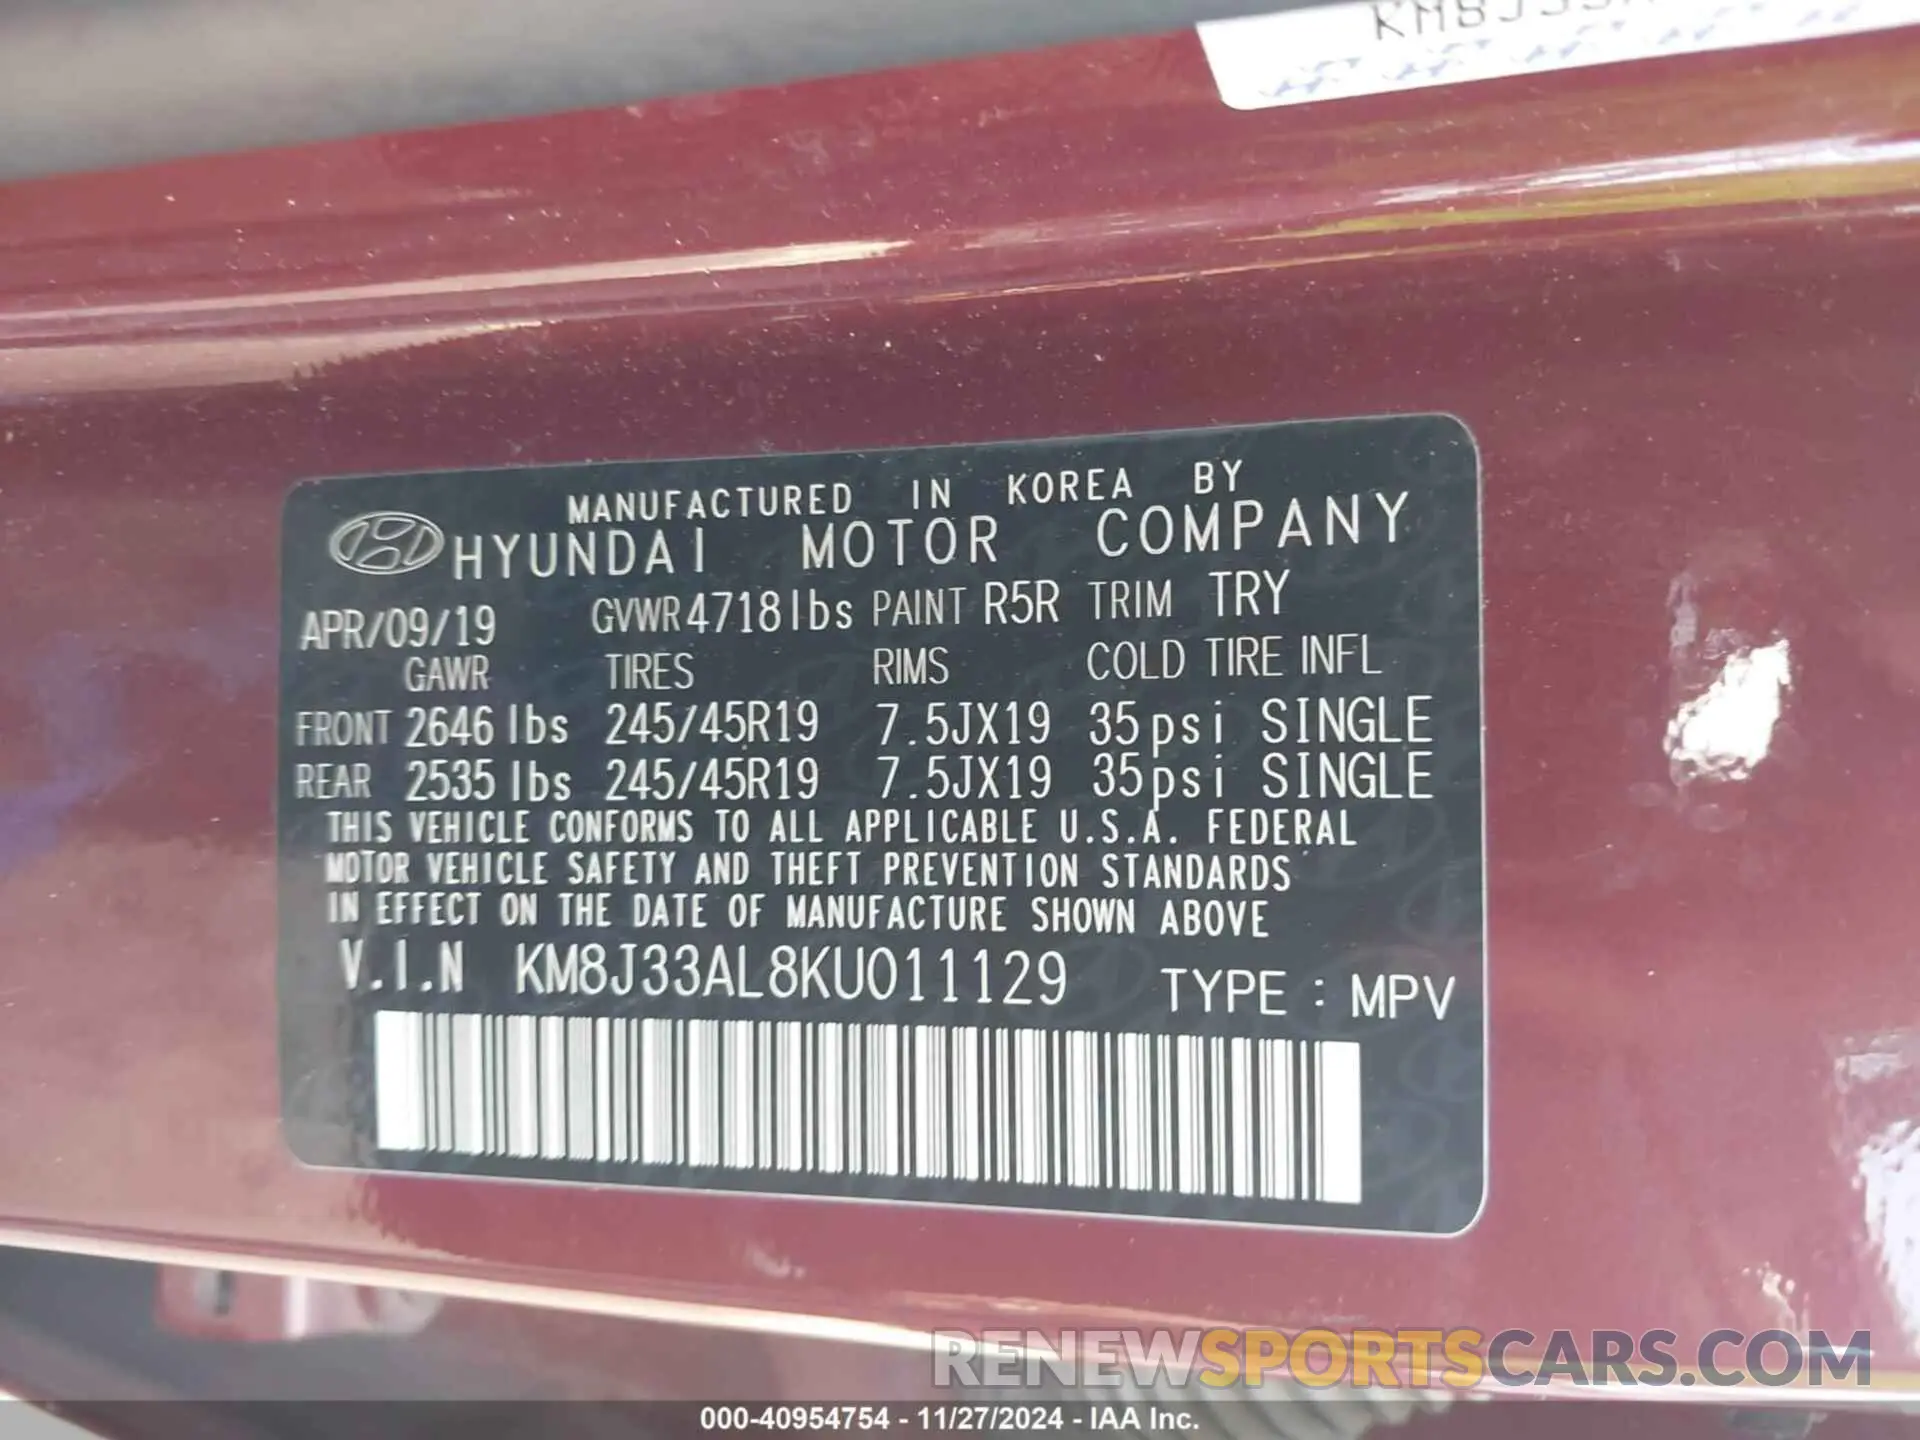 KM8J33A
MANUFACTURED IN KOREA BY
HYUNDAI MOTOR COMPANY
APR/09/19 GVWR 4718lbs PAINT R5R TRIM TRY
GAWR TIRES RIMS COLD TIRE INFL
FRONT 2646 lbs 245/45R19 7.5JX19 35psi SINGLE
REAR 2535 lbs 245/45R19 7.5JX19 35psi SINGLE
THIS VEHICLE CONFORMS TO ALL APPLICABLE U.S.A. FEDERAL
MOTOR VEHICLE SAFETY AND THEFT PREVENTION STANDARDS
IN EFFECT ON THE DATE OF MANUFACTURE SHOWN ABOVE
V.I.N KM8J33AL8KU011129 TYPE : MPV
RENEWSPORTSCARS.COM
000-40954754 - 11/27/2024 - IAA Inc.